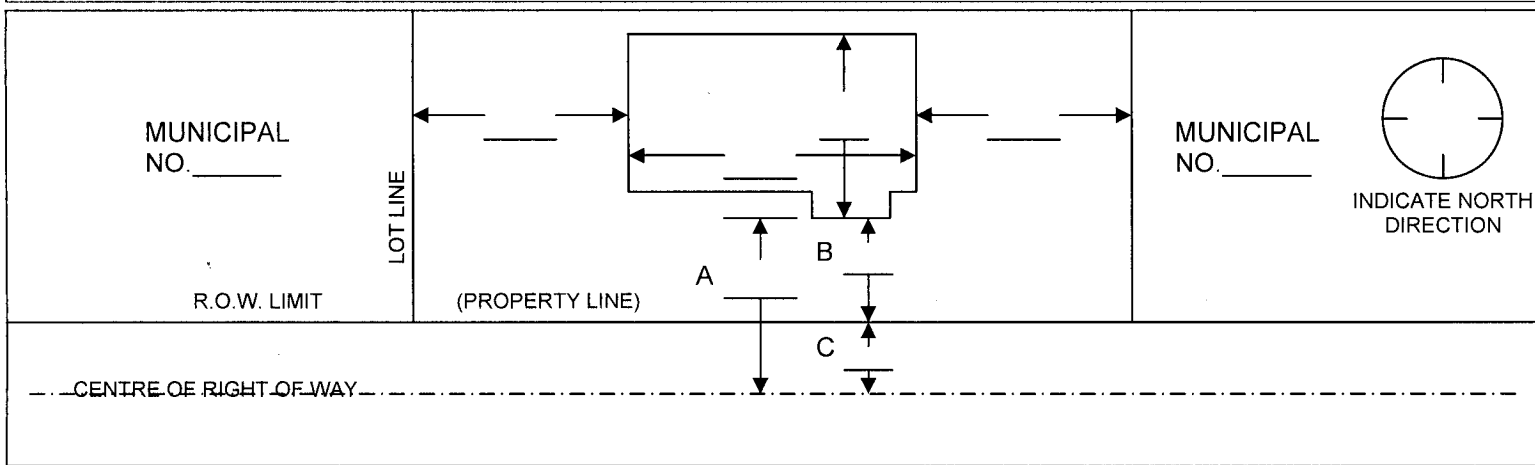 MUNICIPAL
NO.______
LOT LINE
R.O.W. LIMIT
(PROPERTY LINE)
A
B
C
MUNICIPAL
NO.______
INDICATE NORTH
DIRECTION
CENTRE OF RIGHT OF WAY